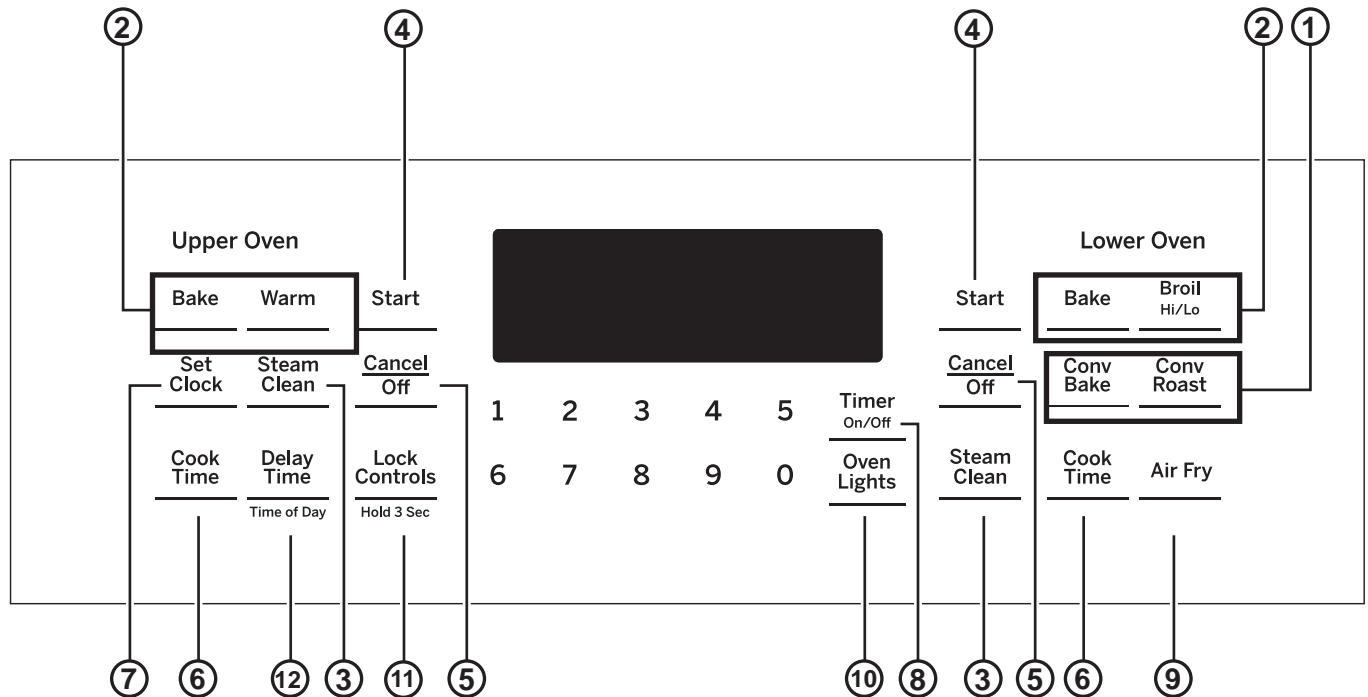 2 4 4 2 1
Upper Oven Lower Oven
Bake Warm Start Start Bake Broil
Hi/Lo
Set
Clock
Steam
Clean
Cancel
Off
Cancel
Off
Conv
Bake
Conv
Roast
1 2 3 4 5
Timer
On/Off
Cook
Time
Delay
Time
Time of Day
Lock
Controls
Hold 3 Sec
6 7 8 9 0
Oven
Lights
Steam
Clean
Cook
Time
Air Fry
7 6 12 3 11 5 10 8 3 5 6 9